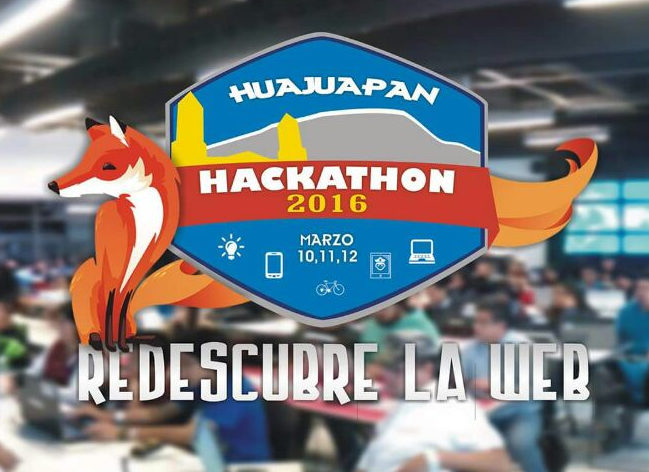 HUAJUAPAN
HACKATHON
2016
MARZO
10,11,12
REDESCUBRE LA WEB